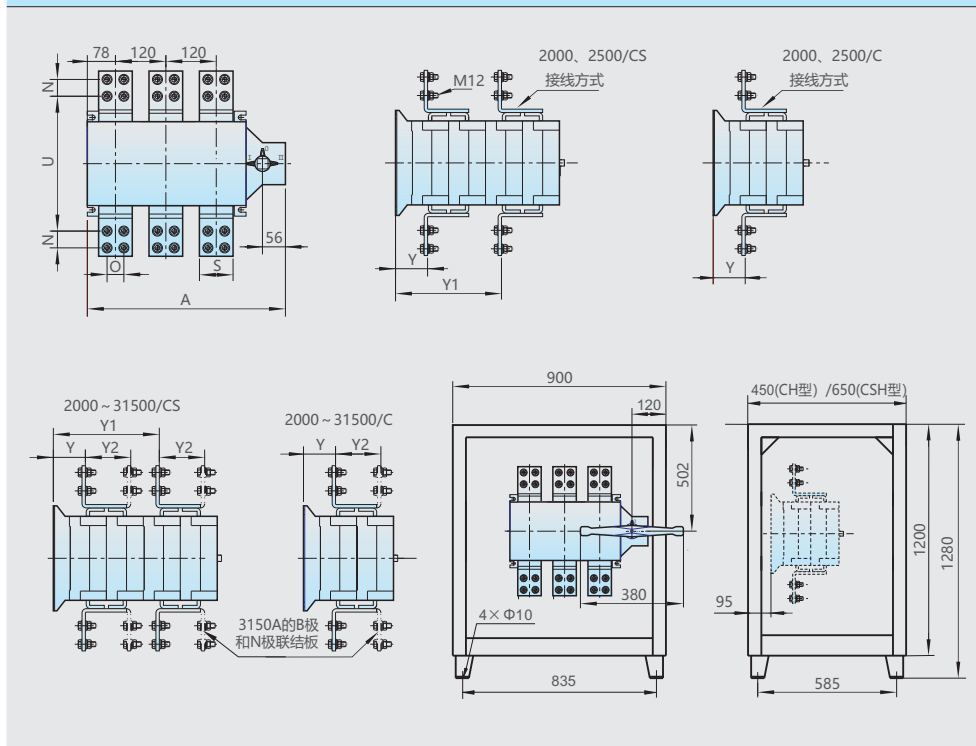 78 120 120
N
U
N
I O II
56
O S
A
2000、2500/CS
接线方式
M12
Y
Y1
2000、2500/C
接线方式
Y
2000～31500/CS
Y1
Y Y2 Y2
2000～31500/C
Y Y2
3150A的B极
和N极联结板
900
120
502
380
4×Φ10
835
450(CH型）/650(CSH型)
1200
1280
95
585